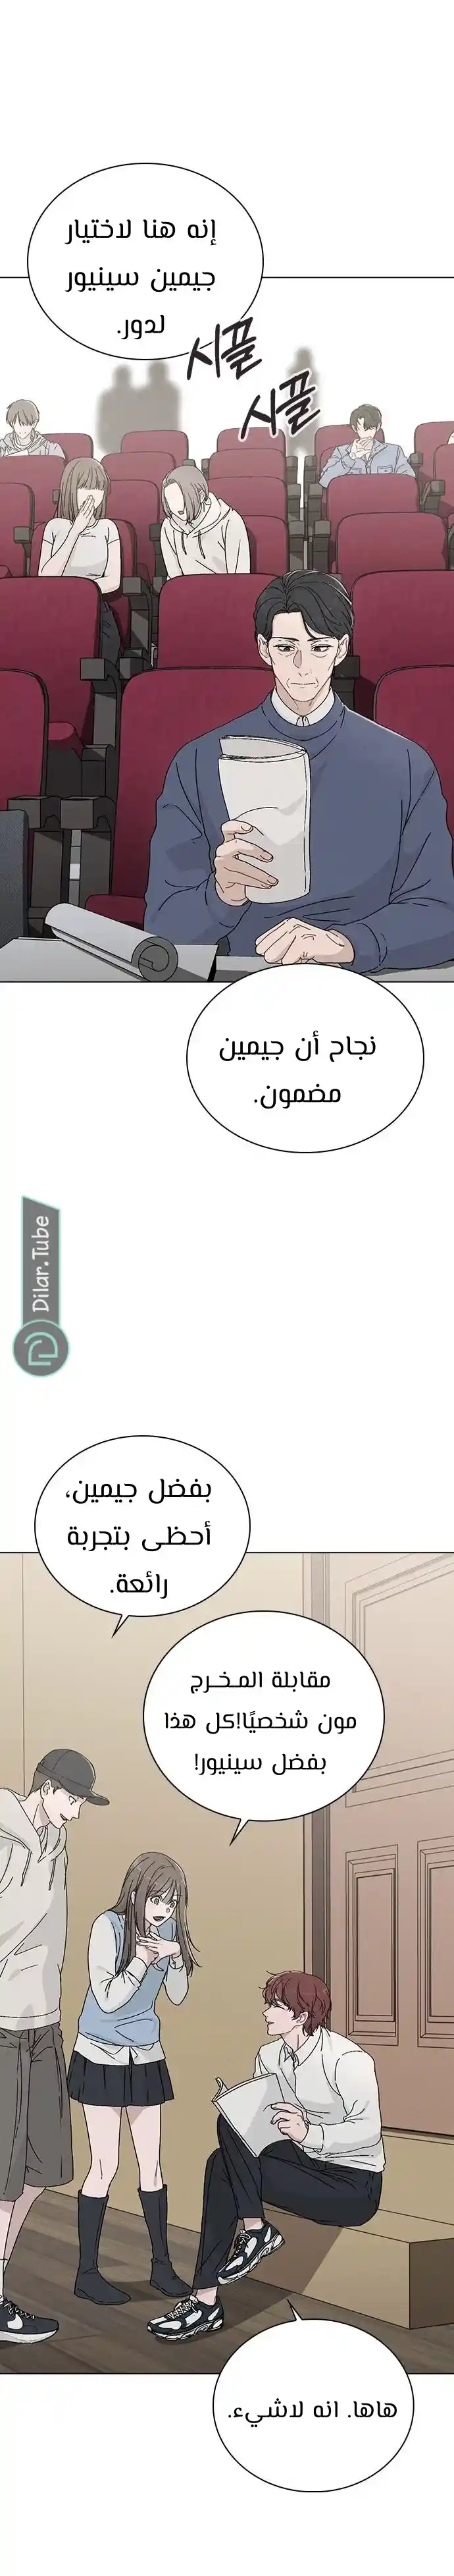 إنه هنا لاختيار
جيمين سينيور
لدور.
시끌
시끌
نجاح أن جيمين
مضمون.
Dilar.Tube
بفضل جيمين،
أحظى بتجربة
رائعة.
مقابلة المـخـرج
مون شخصيًا!كل هذا
بفضل سينيور!
هاها. انه لاشيء.